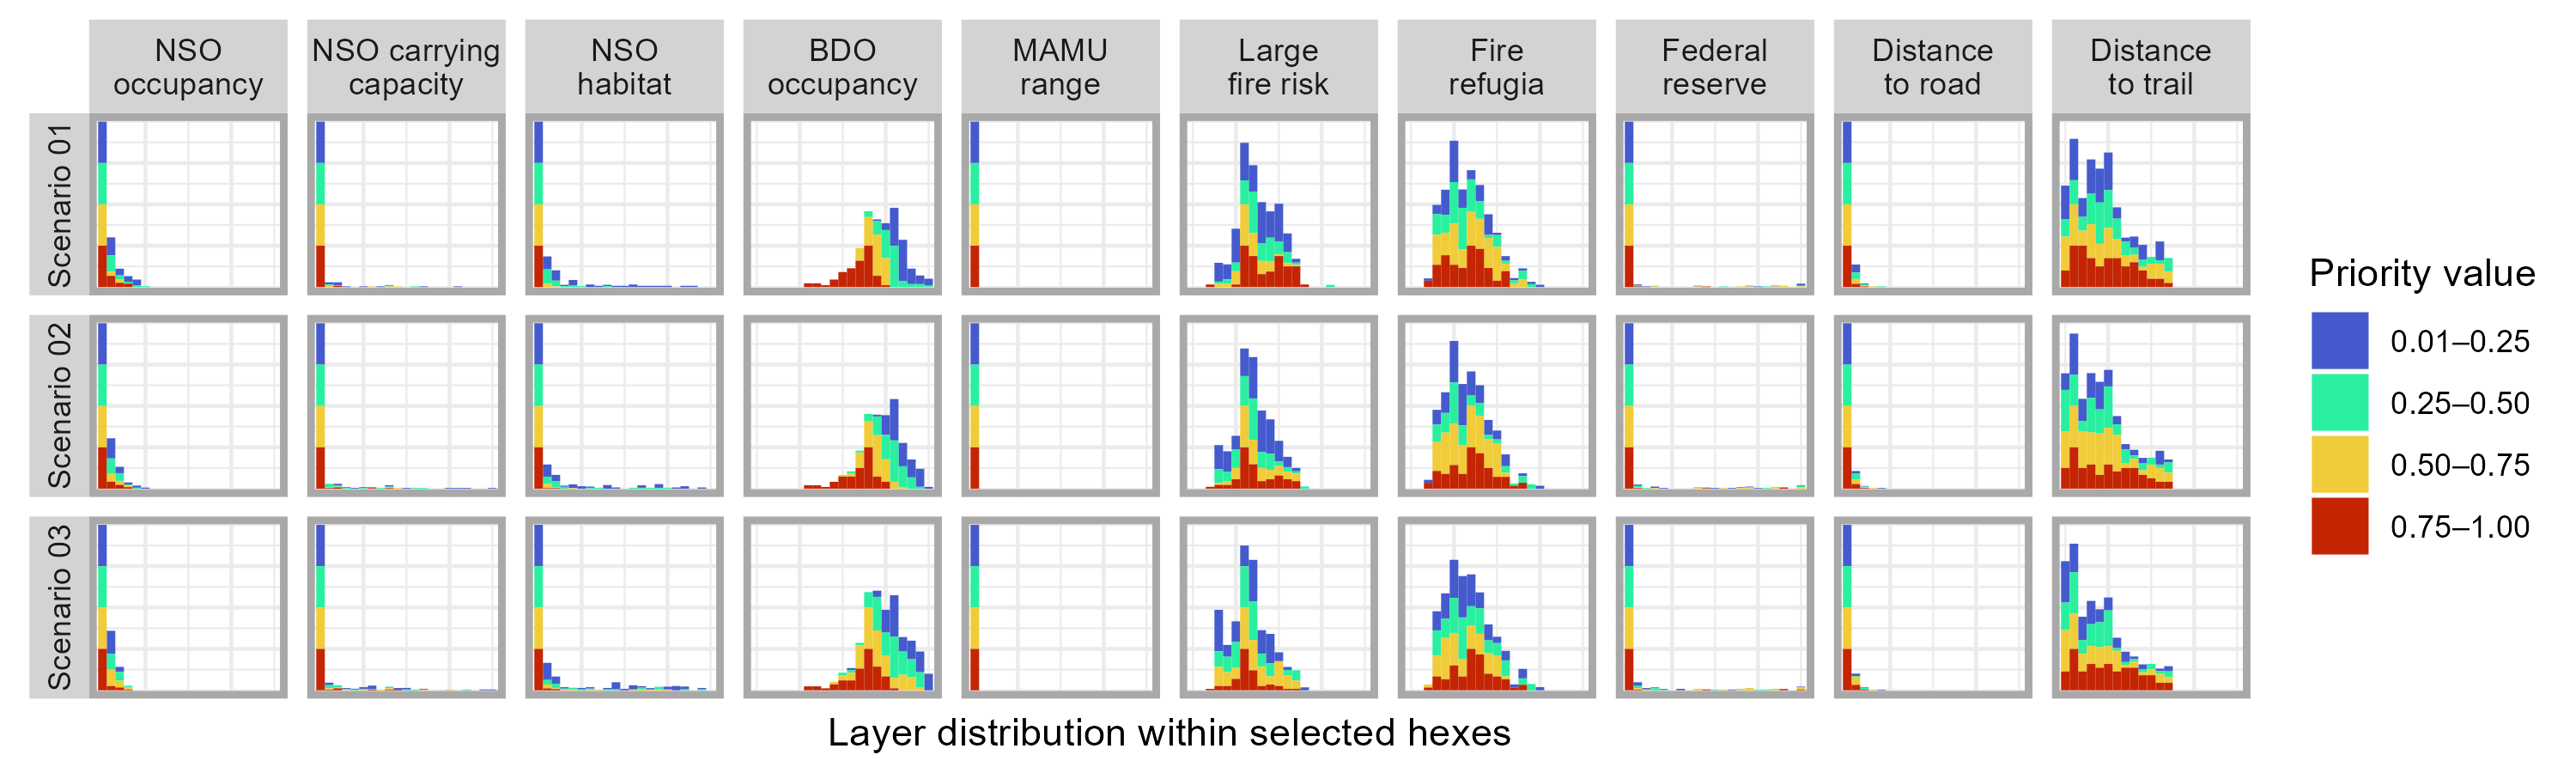 NSO
occupancy
NSO carrying
capacity
NSO
habitat
BDO
occupancy
MAMU
range
Large
fire risk
Fire
refugia
Federal
reserve
Distance
to road
Distance
to trail
Scenario 01
Scenario 02
Scenario 03
Layer distribution within selected hexes
Priority value
0.01–0.25
0.25–0.50
0.50–0.75
0.75–1.00